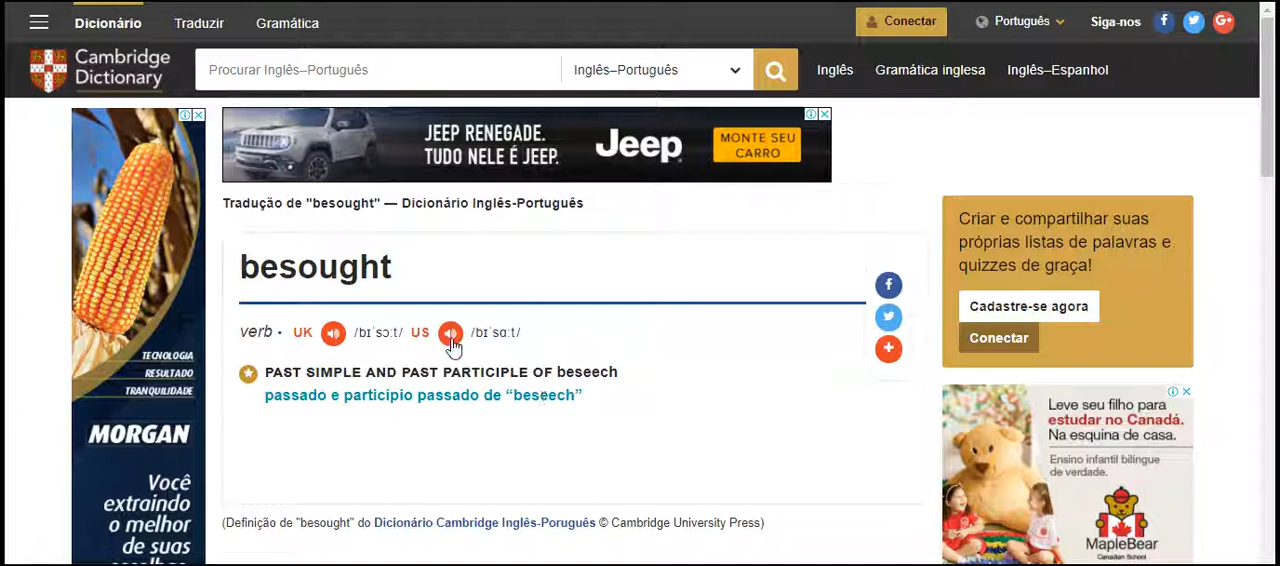 Dicionário Traduzir Gramática Conectar Português Siga-nos
Cambridge Dictionary Procurar Inglês–Português Inglês–Português Inglês Gramática inglesa Inglês–Espanhol
JEEP RENEGADE.
TUDO NELE É JEEP.
Jeep
MONTE SEU
CARRO
Tradução de "besought" — Dicionário Inglês-Português
besought
verb • UK /bɪˈsɔːt/ US /bɪˈsɑːt/
PAST SIMPLE AND PAST PARTICIPLE OF beseech
passado e particípio passado de “beseech”
(Definição de "besought" do Dicionário Cambridge Inglês-Poruguês © Cambridge University Press)
TECNOLOGIA
RESULTADO
TRANQUILIDADE
MORGAN
Você
extraindo
o melhor
de suas
Criar e compartilhar suas
próprias listas de palavras e
quizzes de graça!
Cadastre-se agora
Conectar
Leve seu filho para
estudar no Canadá.
Na esquina de casa.
Ensino infantil bilíngue
de verdade.
MapleBear
Canadian School